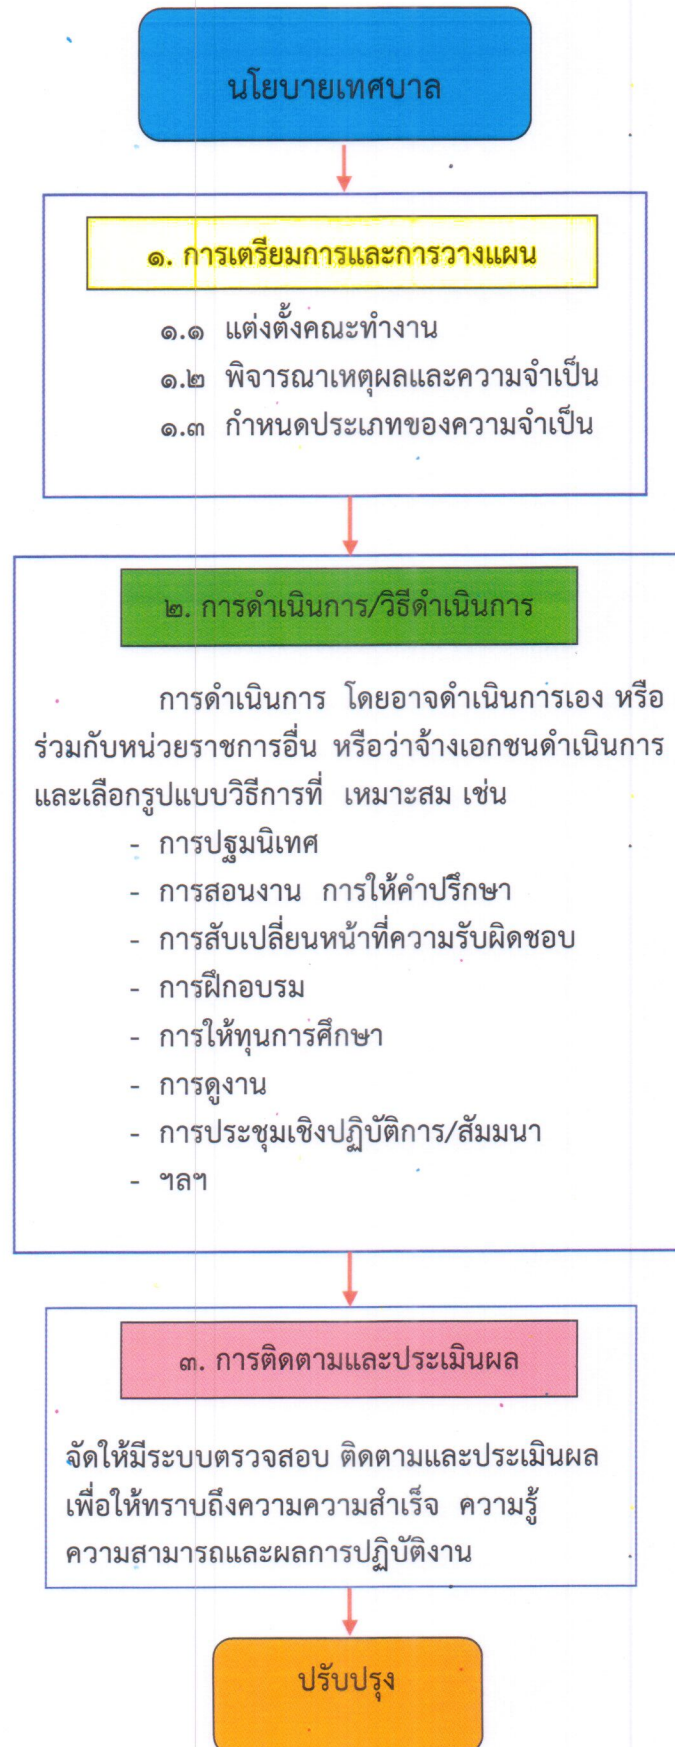 นโยบายเทศบาล
๑. การเตรียมการและการวางแผน
๑.๑ แต่งตั้งคณะทำงาน
๑.๒ พิจารณาเหตุผลและความจำเป็น
๑.๓ กำหนดประเภทของความจำเป็น
๒. การดำเนินการ/วิธีดำเนินการ
การดำเนินการ โดยอาจดำเนินการเอง หรือ
ร่วมกับหน่วยราชการอื่น หรือว่าจ้างเอกชนดำเนินการ
และเลือกรูปแบบวิธีการที่ เหมาะสม เช่น
- การปฐมนิเทศ
- การสอนงาน การให้คำปรึกษา
- การสับเปลี่ยนหน้าที่ความรับผิดชอบ
- การฝึกอบรม
- การให้ทุนการศึกษา
- การดูงาน
- การประชุมเชิงปฏิบัติการ/สัมมนา
- ฯลฯ
๓. การติดตามและประเมินผล
จัดให้มีระบบตรวจสอบ ติดตามและประเมินผล
เพื่อให้ทราบถึงความความสำเร็จ ความรู้
ความสามารถและผลการปฏิบัติงาน
ปรับปรุง